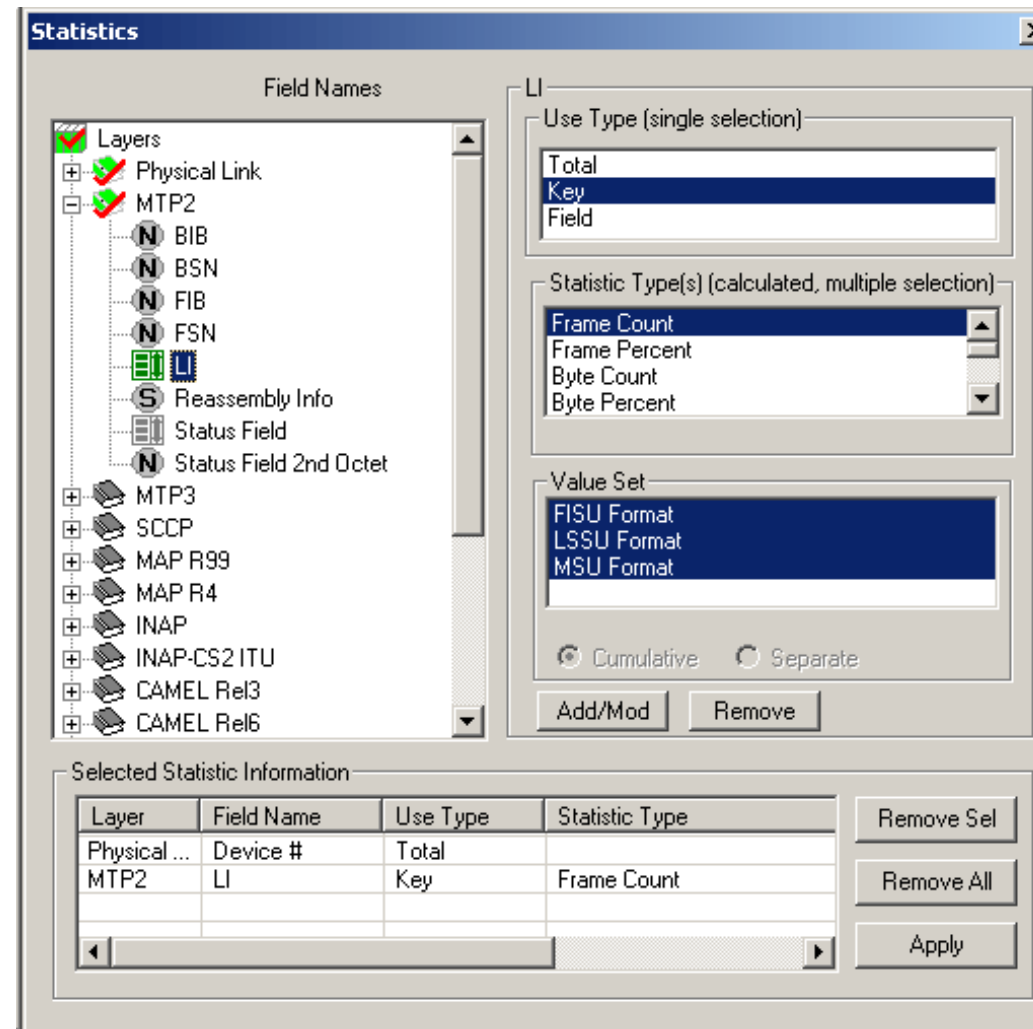 Statistics
Field Names
Layers
Physical Link
MTP2
N BIB
N BSN
N FIB
N FSN
LI
S Reassembly Info
Status Field
N Status Field 2nd Octet
MTP3
SCCP
MAP R99
MAP R4
INAP
INAP-CS2 ITU
CAMEL Rel3
CAMEL Rel6
LI
Use Type (single selection)
Total
Key
Field
Statistic Type(s) (calculated, multiple selection)
Frame Count
Frame Percent
Byte Count
Byte Percent
Value Set
FISU Format
LSSU Format
MSU Format
Cumulative Separate
Add/Mod Remove
Selected Statistic Information
Layer Field Name Use Type Statistic Type
Physical ... Device # Total
MTP2 LI Key Frame Count
Remove Sel
Remove All
Apply